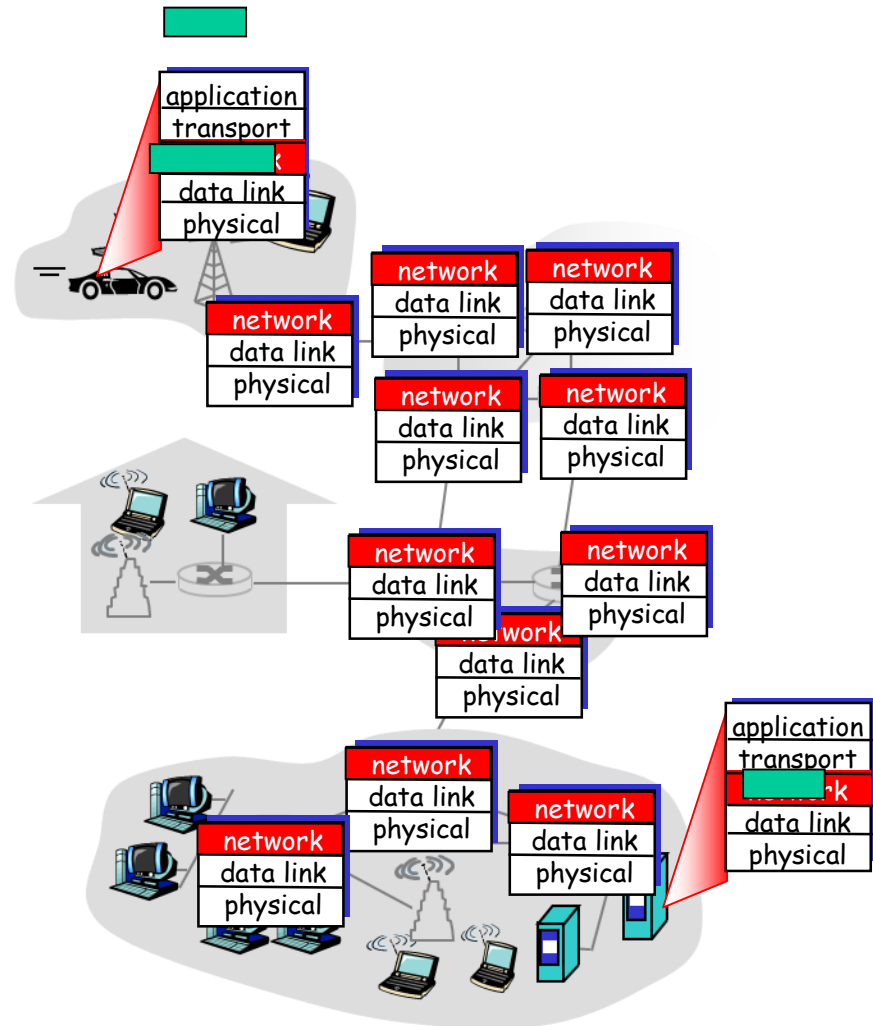 application
transport
k
data link
physical
network
data link
physical
network
data link
physical
network
data link
physical
network
data link
physical
network
data link
physical
network
data link
physical
network
data link
physical
work
data link
physical
application
transport
k
data link
physical
network
data link
physical
network
data link
physical
network
data link
physical